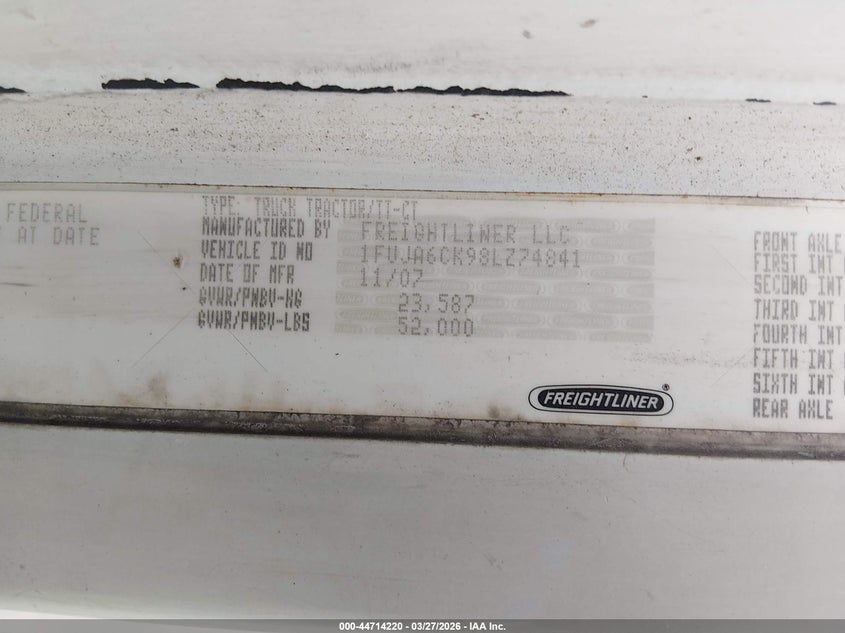 FEDERAL
AT DATE
TYPE: TRUCK TRACTOR/TT-CT
MANUFACTURED BY FREIGHTLINER LLC
VEHICLE ID NO 1FUJA6CK98LZ74841
DATE OF MFR 11/07
GVWR/PNBV-KG 23,587
GVWR/PNBV-LBS 52,000
FRONT AXLE
FIRST INT
SECOND INT
THIRD INT
FOURTH INT
FIFTH INT
SIXTH INT
REAR AXLE
FREIGHTLINER®
000-44714220 | 03/27/2026 - IAA Inc.